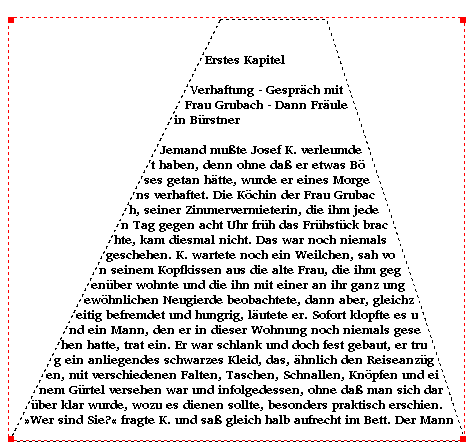 Erstes Kapitel
Verhaftung - Gespräch mit
Frau Grubach - Dann Fräule
in Bürstner
Jemand mußte Josef K. verleumde
t haben, denn ohne daß er etwas Bö
ses getan hätte, wurde er eines Morge
ns verhaftet. Die Köchin der Frau Grubac
h, seiner Zimmervermieterin, die ihm jede
n Tag gegen acht Uhr früh das Frühstück brac
hte, kam diesmal nicht. Das war noch niemals
geschehen. K. wartete noch ein Weilchen, sah vo
n seinem Kopfkissen aus die alte Frau, die ihm geg
enüber wohnte und die ihn mit einer an ihr ganz ung
ewöhnlichen Neugierde beobachtete, dann aber, gleichz
eitig befremdet und hungrig, läutete er. Sofort klopfte es u
nd ein Mann, den er in dieser Wohnung noch niemals gese
hen hatte, trat ein. Er war schlank und doch fest gebaut, er tru
g ein anliegendes schwarzes Kleid, das, ähnlich den Reiseanzüg
en, mit verschiedenen Falten, Taschen, Schnallen, Knöpfen und ei
nem Gürtel versehen war und infolgedessen, ohne daß man sich dar
über klar wurde, wozu es dienen sollte, besonders praktisch erschien.
»Wer sind Sie?« fragte K. und saß gleich halb aufrecht im Bett. Der Mann